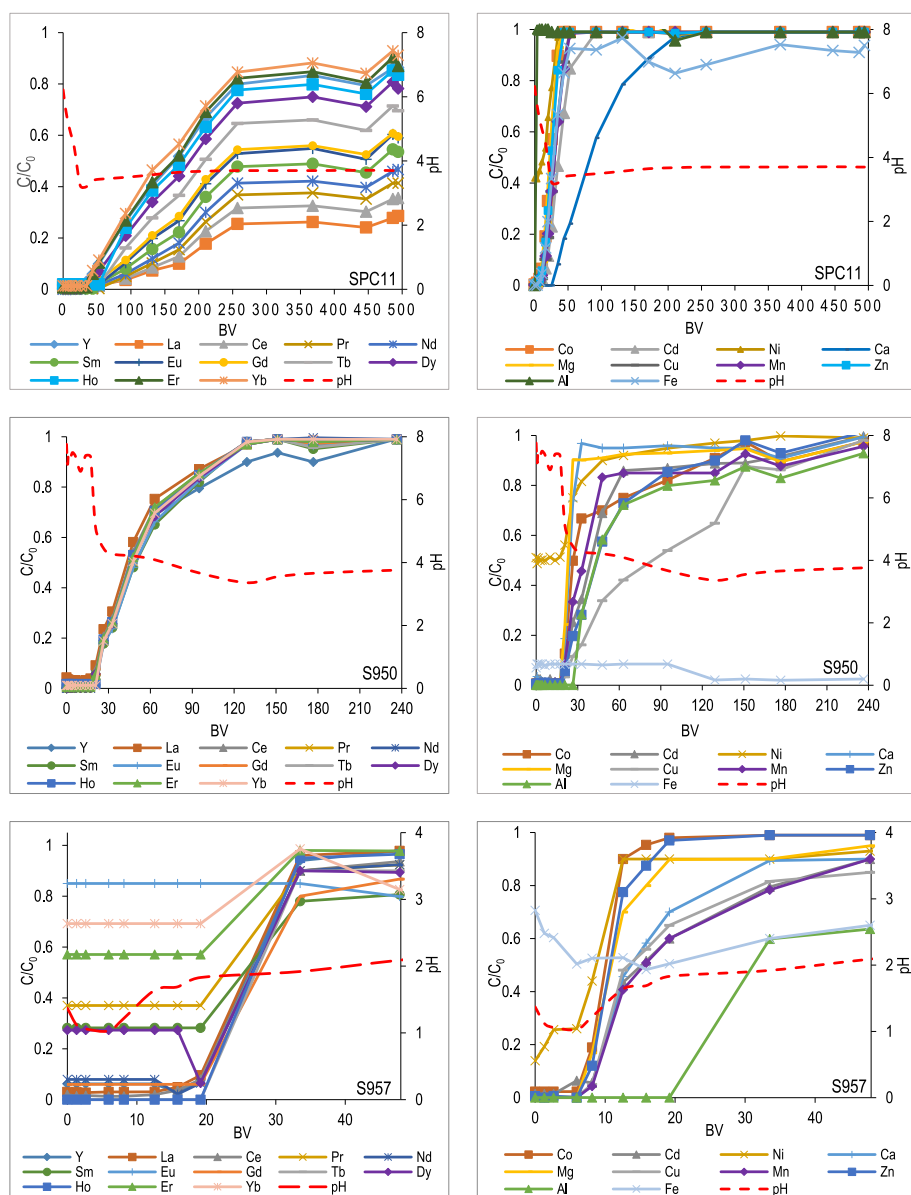 1
0.8
0.6
0.4
0.2
0
C/C0
8
6
4
2
0
pH
0 50 100 150 200 250 300 350 400 450 500
BV
SPC11
Y La Ce Pr Nd
Sm Eu Gd Tb Dy
Ho Er Yb pH
1
0.8
0.6
0.4
0.2
0
C/C0
8
6
4
2
0
pH
0 50 100 150 200 250 300 350 400 450 500
BV
SPC11
Co Cd Ni Ca
Mg Cu Mn Zn
Al Fe pH
1
0.8
0.6
0.4
0.2
0
C/C0
8
6
4
2
0
pH
0 30 60 90 120 150 180 210 240
BV
S950
Y La Ce Pr Nd
Sm Eu Gd Tb Dy
Ho Er Yb pH
1
0.8
0.6
0.4
0.2
0
C/C0
8
6
4
2
0
pH
0 30 60 90 120 150 180 210 240
BV
S950
Co Cd Ni Ca
Mg Cu Mn Zn
Al Fe pH
1
0.8
0.6
0.4
0.2
0
C/C0
4
3
2
1
0
pH
0 10 20 30 40
BV
S957
Y La Ce Pr Nd
Sm Eu Gd Tb Dy
Ho Er Yb pH
1
0.8
0.6
0.4
0.2
0
C/C0
4
3
2
1
0
pH
0 10 20 30 40
BV
S957
Co Cd Ni Ca
Mg Cu Mn Zn
Al Fe pH